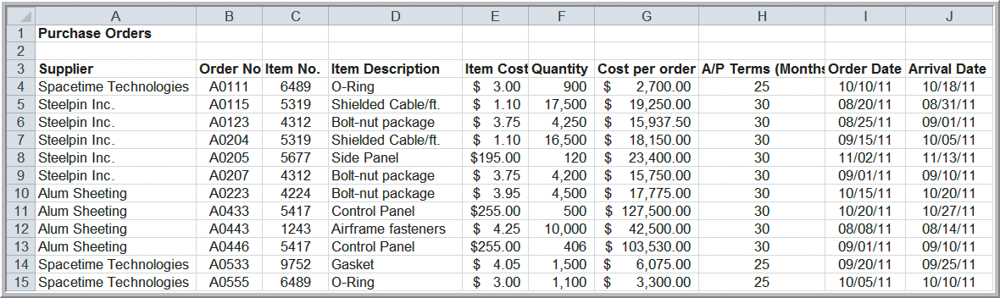 A B C D E F G H I J
1 Purchase Orders
2
3 Supplier Order No Item No. Item Description Item Cost Quantity Cost per order A/P Terms (Months Order Date Arrival Date
4 Spacetime Technologies A0111 6489 O-Ring $ 3.00 900 $ 2,700.00 25 10/10/11 10/18/11
5 Steelpin Inc. A0115 5319 Shielded Cable/ft. $ 1.10 17,500 $ 19,250.00 30 08/20/11 08/31/11
6 Steelpin Inc. A0123 4312 Bolt-nut package $ 3.75 4,250 $ 15,937.50 30 08/25/11 09/01/11
7 Steelpin Inc. A0204 5319 Shielded Cable/ft. $ 1.10 16,500 $ 18,150.00 30 09/15/11 10/05/11
8 Steelpin Inc. A0205 5677 Side Panel $195.00 120 $ 23,400.00 30 11/02/11 11/13/11
9 Steelpin Inc. A0207 4312 Bolt-nut package $ 3.75 4,200 $ 15,750.00 30 09/01/11 09/10/11
10 Alum Sheeting A0223 4224 Bolt-nut package $ 3.95 4,500 $ 17,775.00 30 10/15/11 10/20/11
11 Alum Sheeting A0433 5417 Control Panel $255.00 500 $ 127,500.00 30 10/20/11 10/27/11
12 Alum Sheeting A0443 1243 Airframe fasteners $ 4.25 10,000 $ 42,500.00 30 08/08/11 08/14/11
13 Alum Sheeting A0446 5417 Control Panel $255.00 406 $ 103,530.00 30 09/01/11 09/10/11
14 Spacetime Technologies A0533 9752 Gasket $ 4.05 1,500 $ 6,075.00 25 09/20/11 09/25/11
15 Spacetime Technologies A0555 6489 O-Ring $ 3.00 1,100 $ 3,300.00 25 10/05/11 10/10/11